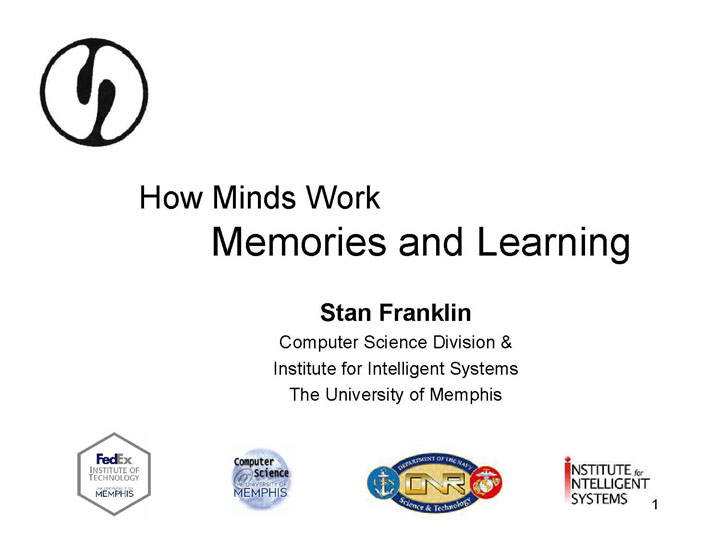 How Minds Work
Memories and Learning
Stan Franklin
Computer Science Division &
Institute for Intelligent Systems
The University of Memphis
FedEx
INSTITUTE OF
TECHNOLOGY
THE UNIVERSITY OF
MEMPHIS
Computer
Science
@ UNIVERSITY OF
MEMPHIS
DEPARTMENT OF THE NAVY
ONR
Science & Technology
INSTITUTE for
INTELLIGENT
SYSTEMS
1